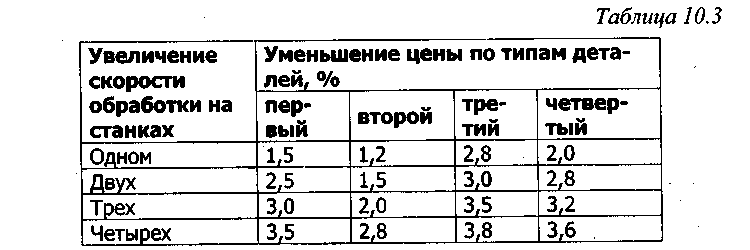 Таблица 10.3
Увеличение скорости обработки на станках
Уменьшение цены по типам дета-
лей, %
пер-
вый
второй
тре-
тий
четвер-
тый
Одном 1,5 1,2 2,8 2,0
Двух 2,5 1,5 3,0 2,8
Трех 3,0 2,0 3,5 3,2
Четырех 3,5 2,8 3,8 3,6